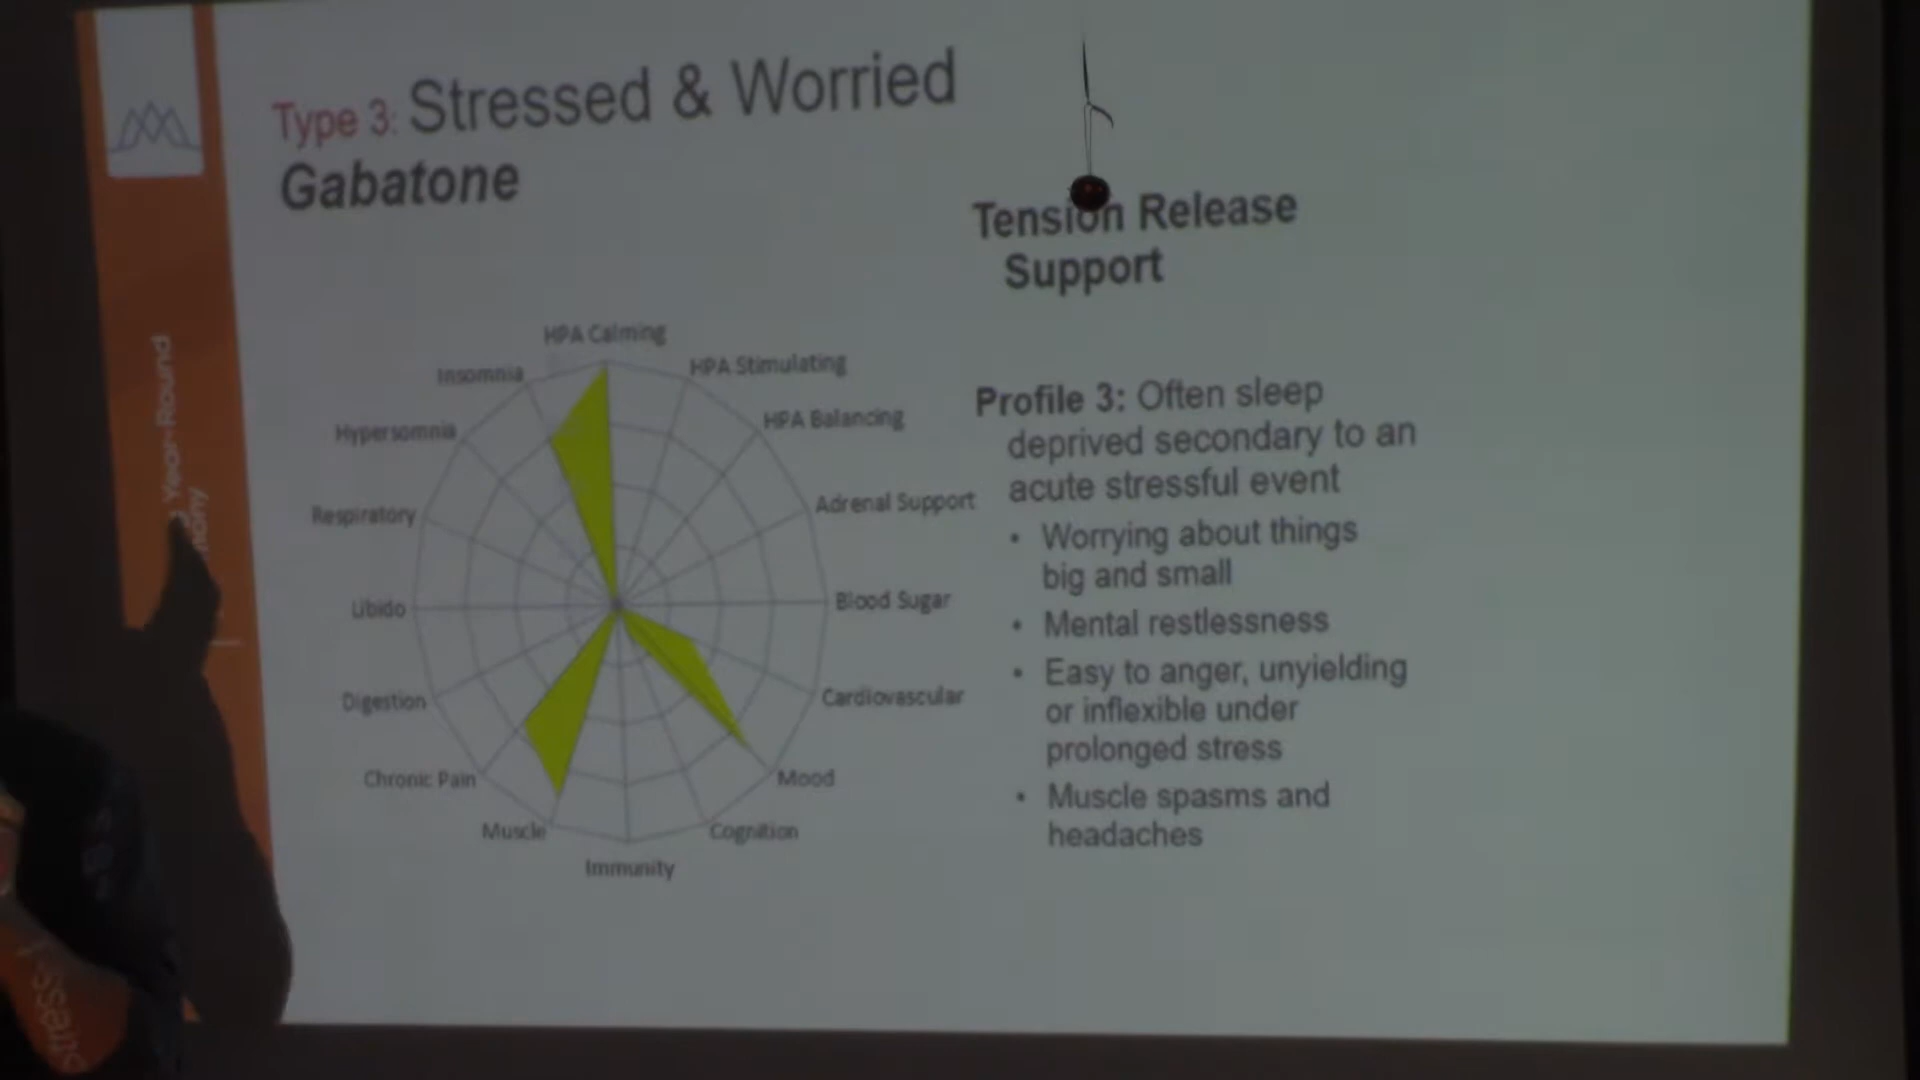 Type 3: Stressed & Worried
Gabatone
Tension Release
Support
HPA Calming
HPA Stimulating
HPA Balancing
Adrenal Support
Blood Sugar
Cardiovascular
Mood
Cognition
Immunity
Muscle
Chronic Pain
Digestion
Libido
Respiratory
Hypersomnia
Insomnia
Profile 3: Often sleep
deprived secondary to an
acute stressful event
• Worrying about things
big and small
• Mental restlessness
• Easy to anger, unyielding
or inflexible under
prolonged stress
• Muscle spasms and
headaches
Year-Round